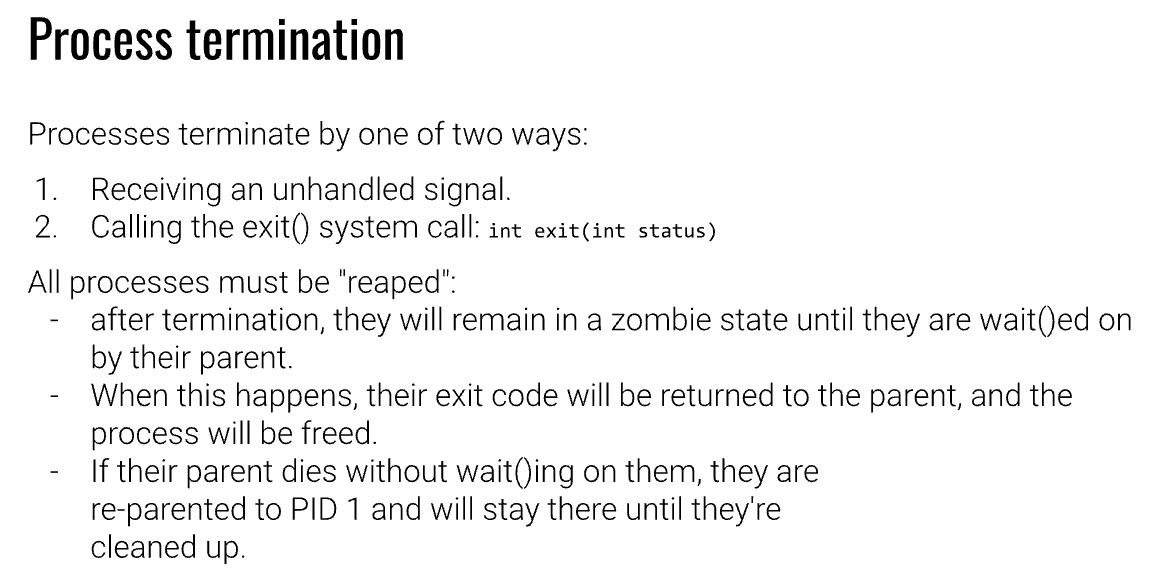 Process termination
Processes terminate by one of two ways:
1. Receiving an unhandled signal.
2. Calling the exit() system call: int exit(int status)
All processes must be "reaped":
- after termination, they will remain in a zombie state until they are wait()ed on
by their parent.
- When this happens, their exit code will be returned to the parent, and the
process will be freed.
- If their parent dies without wait()ing on them, they are
re-parented to PID 1 and will stay there until they're
cleaned up.